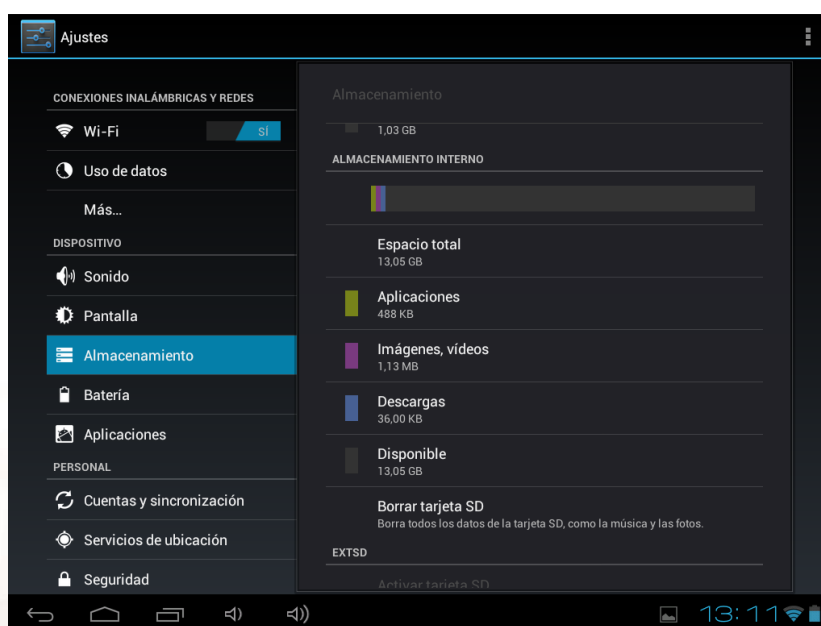 Ajustes
CONEXIONES INALÁMBRICAS Y REDES
Wi-Fi
SÍ
Uso de datos
Más...
DISPOSITIVO
Sonido
Pantalla
Almacenamiento
Batería
Aplicaciones
PERSONAL
Cuentas y sincronización
Servicios de ubicación
Seguridad
Almacenamiento
1,03 GB
ALMACENAMIENTO INTERNO
Espacio total
13,05 GB
Aplicaciones
488 KB
Imágenes, vídeos
1,13 MB
Descargas
36,00 KB
Disponible
13,05 GB
Borrar tarjeta SD
Borra todos los datos de la tarjeta SD, como la música y las fotos.
EXTSD
Activar tarjeta SD
13:11